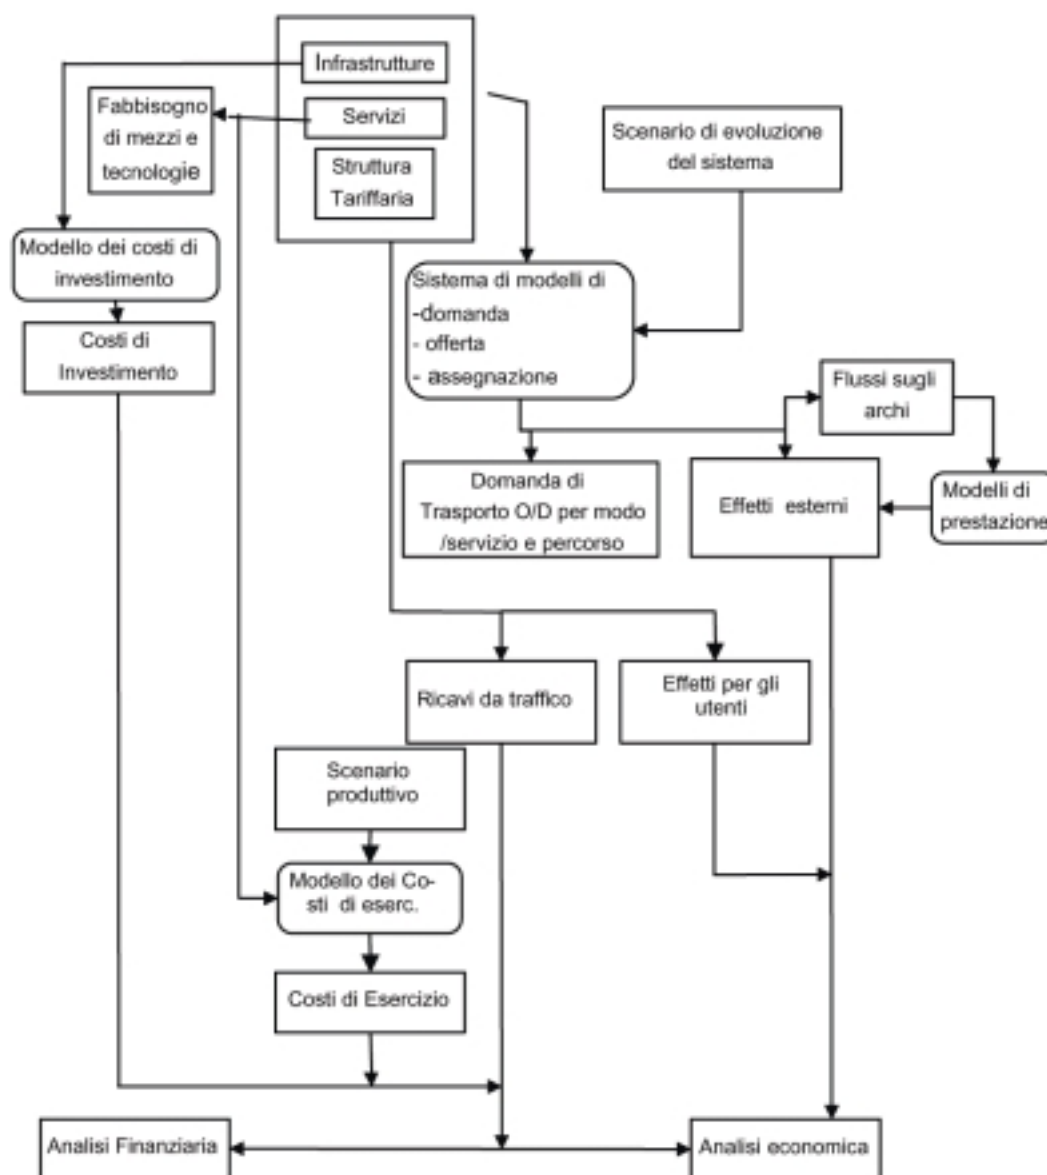 Infrastrutture
Fabbisogno
di mezzi e
tecnologie
Servizi
Struttura
Tariffaria
Scenario di evoluzione
del sistema
Modello dei costi di
investimento
Sistema di modelli di
-domanda
- offerta
- assegnazione
Costi di
Investimento
Flussi sugli
archi
Domanda di
Trasporto O/D per modo
/servizio e percorso
Effetti esterni
Modelli di
prestazione
Ricavi da traffico
Effetti per gli
utenti
Scenario
produttivo
Modello dei Co-
sti di eserc.
Costi di Esercizio
Analisi Finanziaria
Analisi economica